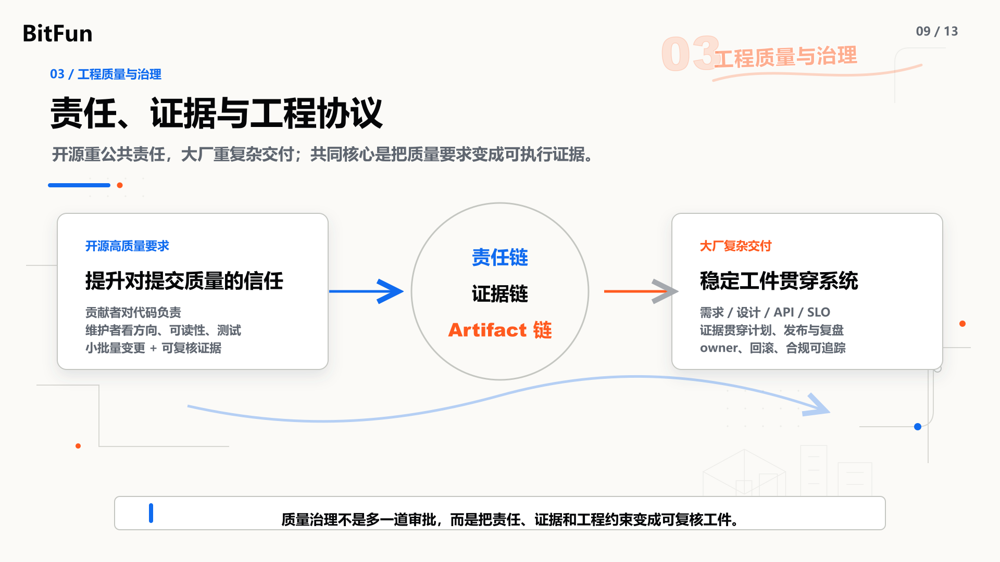 BitFun
09 / 13
03 工程质量与治理
03 / 工程质量与治理
责任、证据与工程协议
开源重公共责任，大厂重复杂交付；共同核心是把质量要求变成可执行证据。
开源高质量要求
提升对提交质量的信任
贡献者对代码负责
维护者看方向、可读性、测试
小批量变更 + 可复核证据
责任链
证据链
Artifact 链
大厂复杂交付
稳定工件贯穿系统
需求 / 设计 / API / SLO
证据贯穿计划、发布与复盘
owner、回滚、合规可追踪
质量治理不是多一道审批，而是把责任、证据和工程约束变成可复核工件。